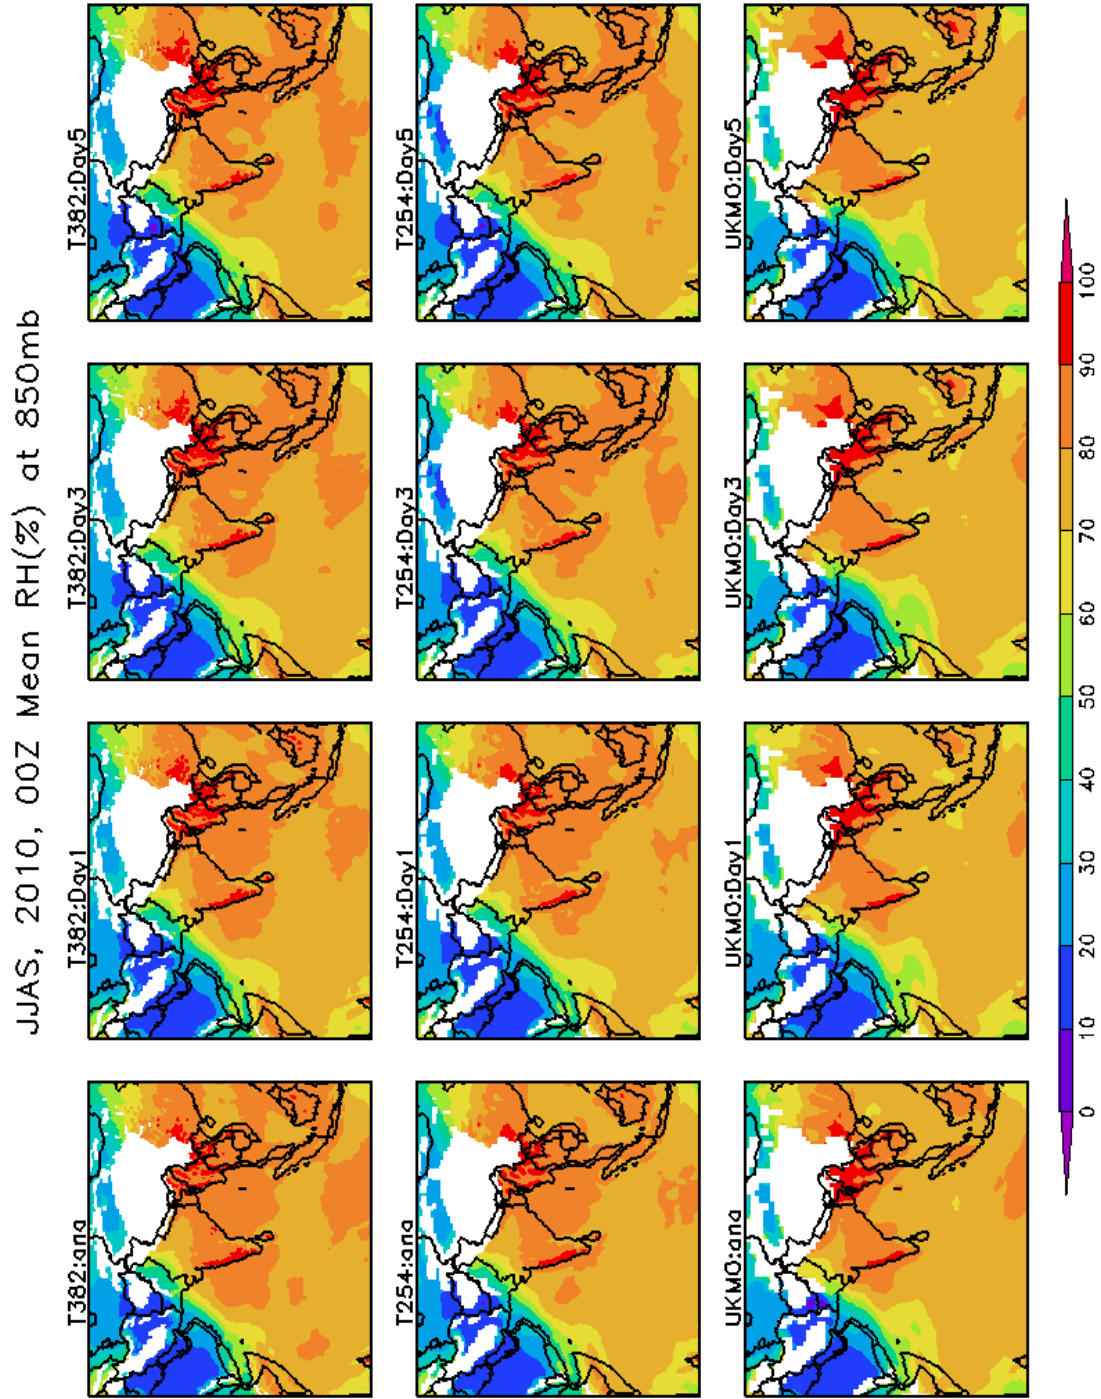 JJAS, 2010, 00Z Mean RH(%) at 850mb
T382:ana
T382:Day1
T382:Day3
T382:Day5
T254:ana
T254:Day1
T254:Day3
T254:Day5
UKMO:ana
UKMO:Day1
UKMO:Day3
UKMO:Day5
0 10 20 30 40 50 60 70 80 90 100